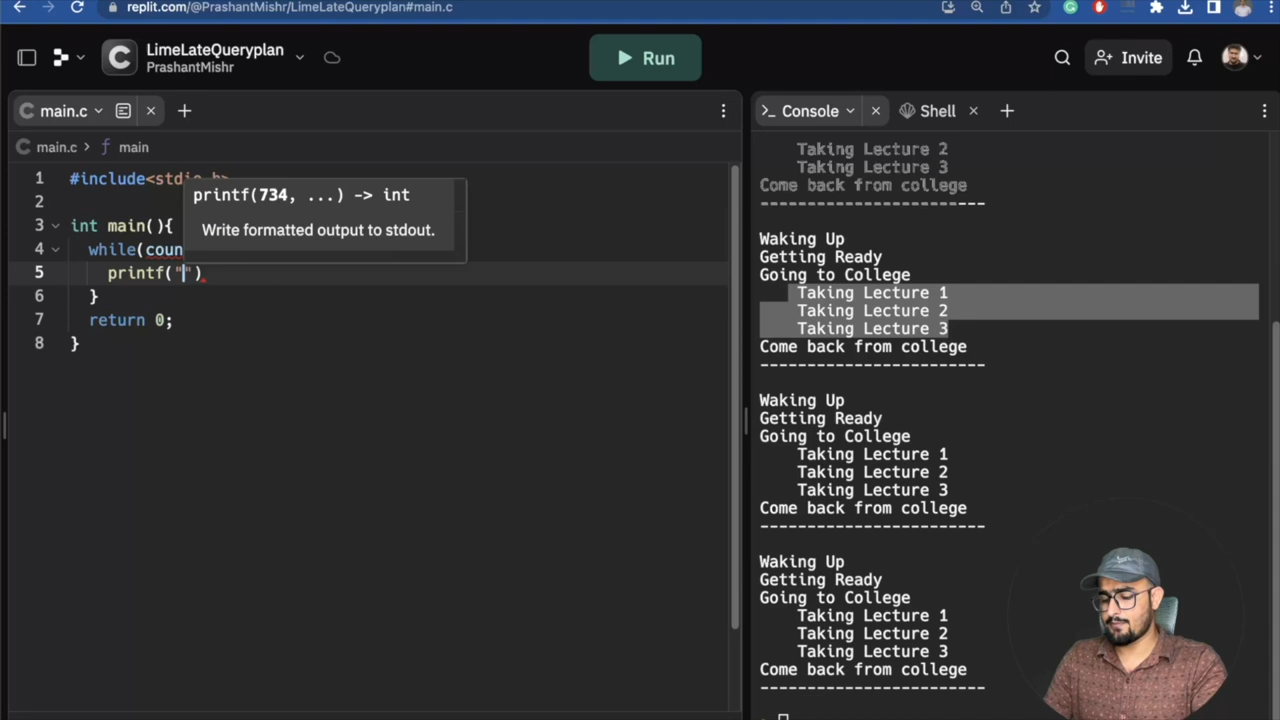 replit.com/@PrashantMishr/LimeLateQueryplan#main.c
LimeLateQueryplan
PrashantMishr
Run
Invite
main.c
main.c
main
1 #include<stdio.h>
printf(734, ...) -> int
Write formatted output to stdout.
2
3 int main(){
4 while(coun
5 printf("")
6 }
7 return 0;
8 }
>_ Console
Shell
Taking Lecture 2
Taking Lecture 3
Come back from college
------------------------
Waking Up
Getting Ready
Going to College
Taking Lecture 1
Taking Lecture 2
Taking Lecture 3
Come back from college
------------------------
Waking Up
Getting Ready
Going to College
Taking Lecture 1
Taking Lecture 2
Taking Lecture 3
Come back from college
------------------------
Waking Up
Getting Ready
Going to College
Taking Lecture 1
Taking Lecture 2
Taking Lecture 3
Come back from college
------------------------